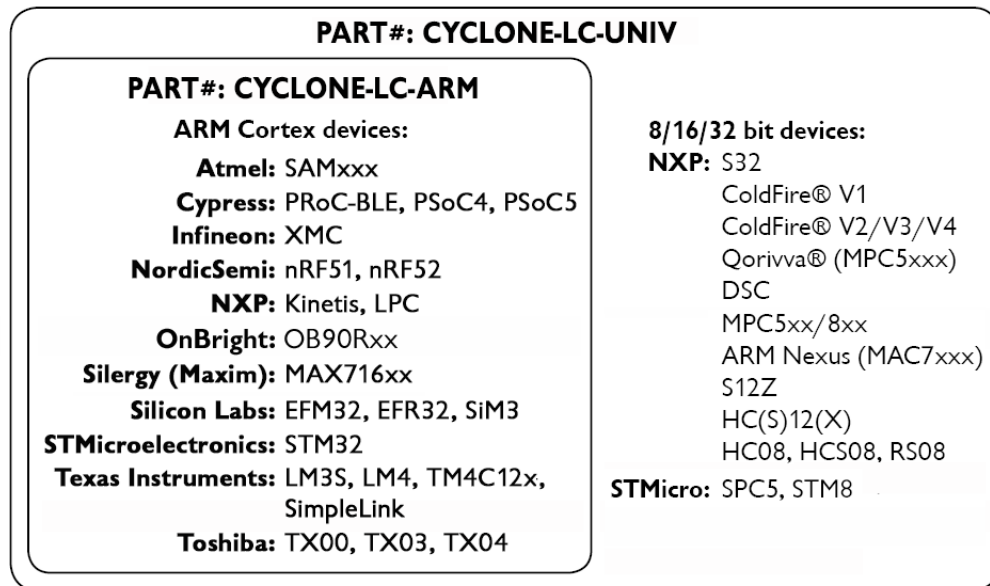 PART#: CYCLONE-LC-UNIV
PART#: CYCLONE-LC-ARM
ARM Cortex devices:
Atmel: SAMxxx
Cypress: PRoC-BLE, PSoC4, PSoC5
Infineon: XMC
NordicSemi: nRF51, nRF52
NXP: Kinetis, LPC
OnBright: OB90Rxx
Silergy (Maxim): MAX716xx
Silicon Labs: EFM32, EFR32, SiM3
STMicroelectronics: STM32
Texas Instruments: LM3S, LM4, TM4C12x,
SimpleLink
Toshiba: TX00, TX03, TX04
8/16/32 bit devices:
NXP: S32
ColdFire® V1
ColdFire® V2/V3/V4
Qorivva® (MPC5xxx)
DSC
MPC5xx/8xx
ARM Nexus (MAC7xxx)
S12Z
HC(S)12(X)
HC08, HCS08, RS08
STMicro: SPC5, STM8